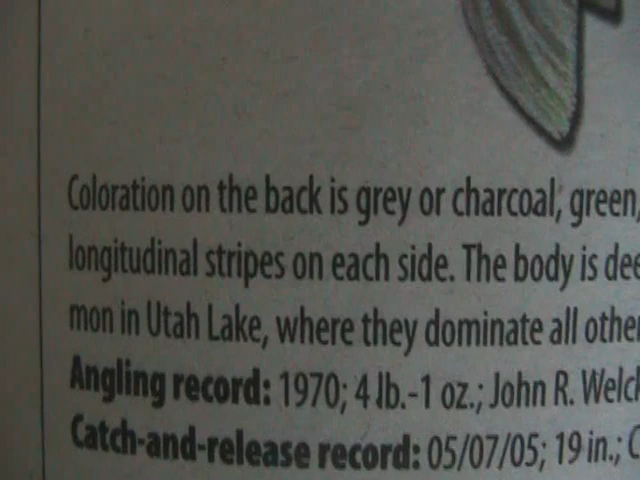 Coloration on the back is grey or charcoal, green,
longitudinal stripes on each side. The body is dee
mon in Utah Lake, where they dominate all other
Angling record: 1970; 4 lb.-1 oz.; John R. Welch
Catch-and-release record: 05/07/05; 19 in.; C